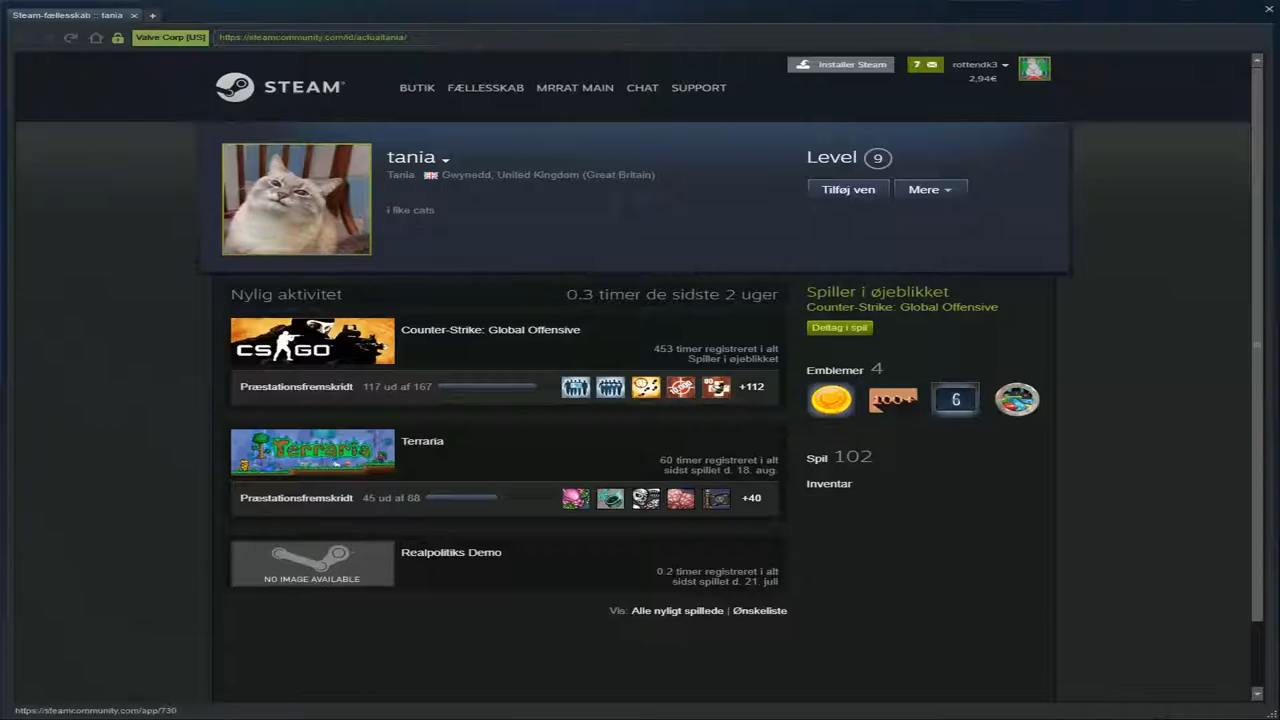 Steam-fællesskab :: tania
Valve Corp [US]
https://steamcommunity.com/id/actualtania/
Installer Steam
7
rottendk3
2,94€
STEAM
BUTIK FÆLLESSKAB MRRAT MAIN CHAT SUPPORT
tania
Tania Gwynedd, United Kingdom (Great Britain)
i like cats
Level 9
Tilføj ven
Mere
Nylig aktivitet
0.3 timer de sidste 2 uger
CS GO
Counter-Strike: Global Offensive
453 timer registreret i alt
Spiller i øjeblikket
Præstationsfremskridt 117 ud af 167
+112
Terraria
Terraria
60 timer registreret i alt
sidst spillet d. 18. aug.
Præstationsfremskridt 45 ud af 88
+40
NO IMAGE AVAILABLE
Realpolitiks Demo
0.2 timer registreret i alt
sidst spillet d. 21. juli
Vis: Alle nyligt spillede | Ønskeliste
Spiller i øjeblikket
Counter-Strike: Global Offensive
Deltag i spil
Emblemer 4
100+
6
Spil 102
Inventar
https://steamcommunity.com/app/730